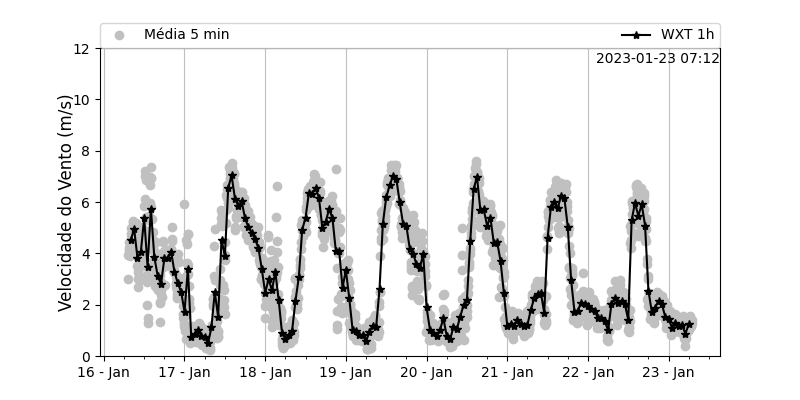 Média 5 min
WXT 1h
2023-01-23 07:12
Velocidade do Vento (m/s)
12
10
8
6
4
2
0
16 - Jan
17 - Jan
18 - Jan
19 - Jan
20 - Jan
21 - Jan
22 - Jan
23 - Jan